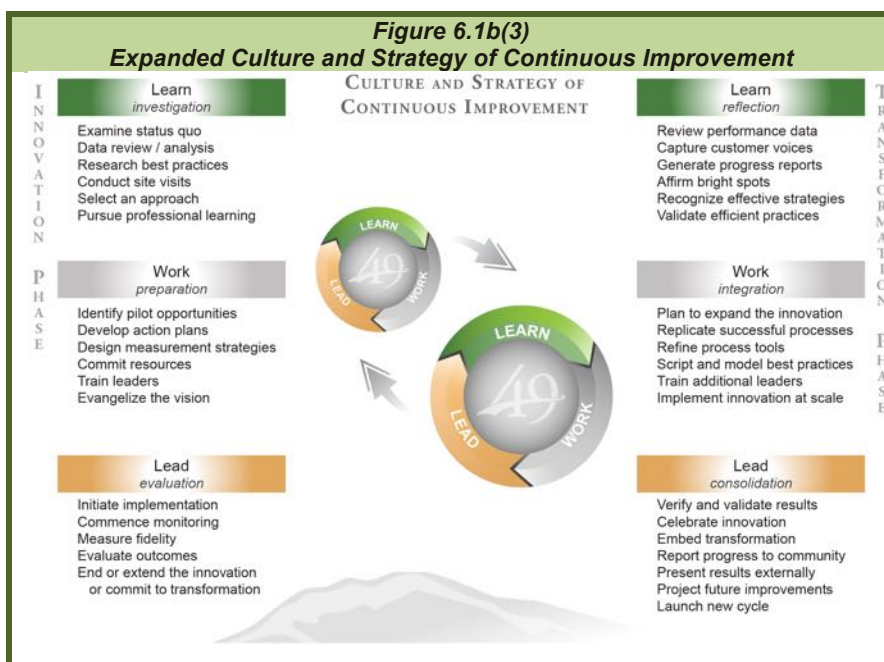 Figure 6.1b(3)
Expanded Culture and Strategy of Continuous Improvement
CULTURE AND STRATEGY OF
CONTINUOUS IMPROVEMENT
INNOVATION PHASE
Learn
investigation
Examine status quo
Data review / analysis
Research best practices
Conduct site visits
Select an approach
Pursue professional learning
Work
preparation
Identify pilot opportunities
Develop action plans
Design measurement strategies
Commit resources
Train leaders
Evangelize the vision
Lead
evaluation
Initiate implementation
Commence monitoring
Measure fidelity
Evaluate outcomes
End or extend the innovation
or commit to transformation
LEARN
WORK
LEAD
49
LEARN
WORK
LEAD
49
TRANSFORMATION PHASE
Learn
reflection
Review performance data
Capture customer voices
Generate progress reports
Affirm bright spots
Recognize effective strategies
Validate efficient practices
Work
integration
Plan to expand the innovation
Replicate successful processes
Refine process tools
Script and model best practices
Train additional leaders
Implement innovation at scale
Lead
consolidation
Verify and validate results
Celebrate innovation
Embed transformation
Report progress to community
Present results externally
Project future improvements
Launch new cycle